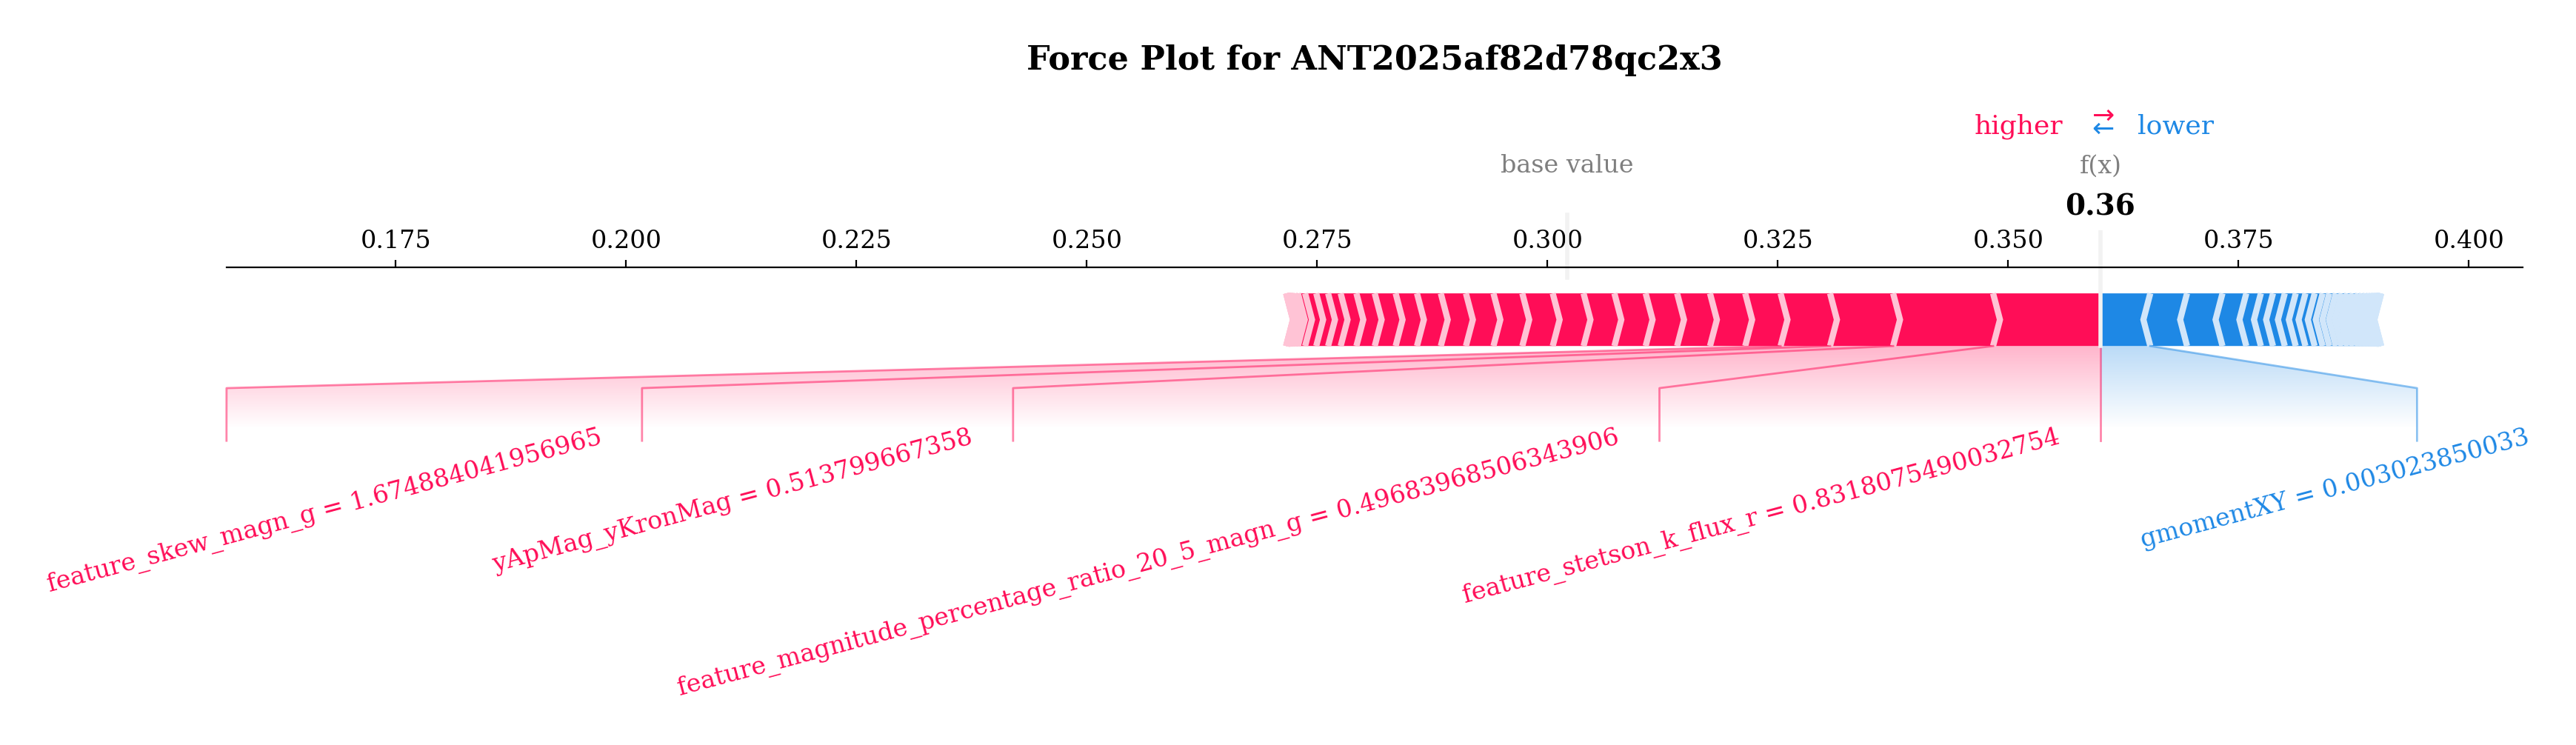 Force Plot for ANT2025af82d78qc2x3
higher ⇄ lower
base value
f(x)
0.36
0.175 0.200 0.225 0.250 0.275 0.300 0.325 0.350 0.375 0.400
feature_skew_magn_g = 1.674884041956965
yApMag_yKronMag = 0.513799667358
feature_magnitude_percentage_ratio_20_5_magn_g = 0.49683968506343906
feature_stetson_k_flux_r = 0.8318075490032754
gmomentXY = 0.003023850033